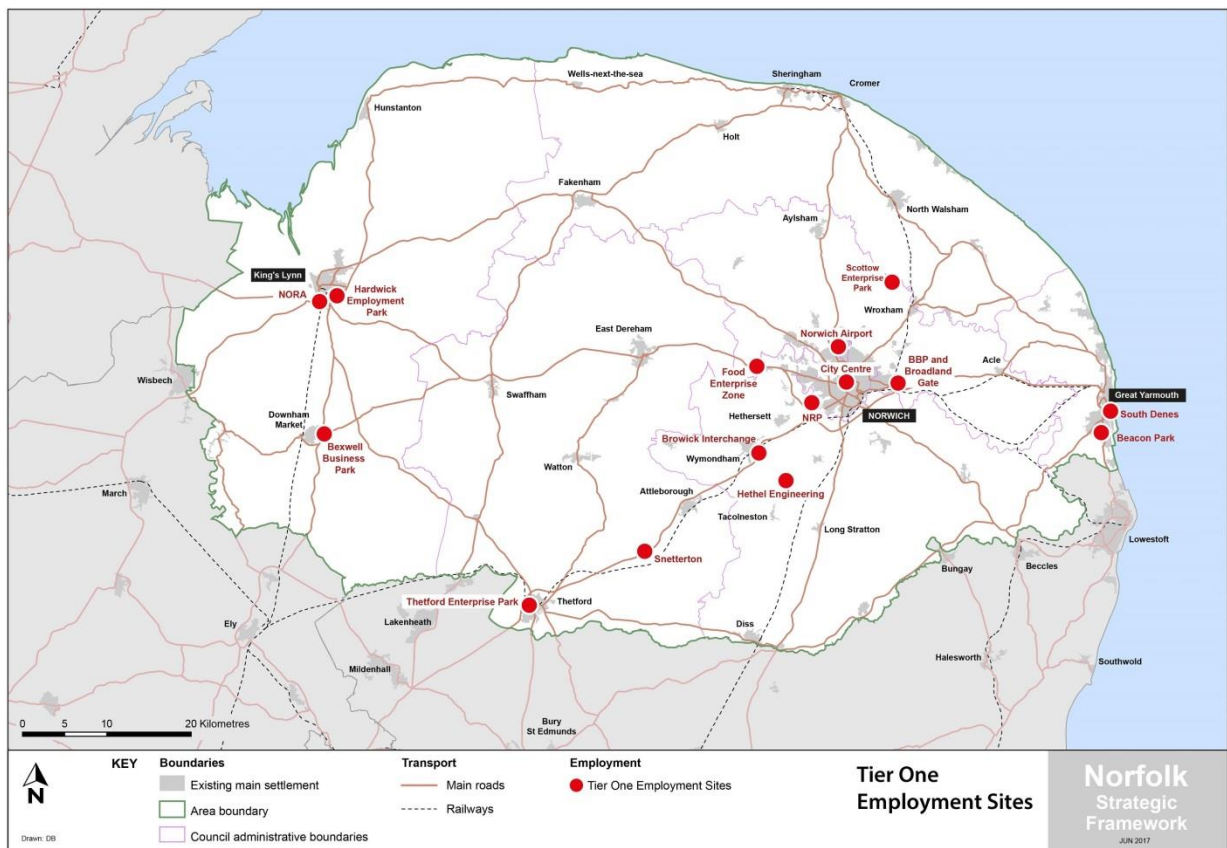 Wells-next-the-sea
Sheringham
Cromer
Hunstanton
Holt
Fakenham
North Walsham
Aylsham
King's Lynn
Scottow
Enterprise
Park
NORA
Hardwick
Employment
Park
Wroxham
East Dereham
Norwich Airport
Wisbech
Food
Enterprise
Zone
City Centre
BBP and
Broadland
Gate
Acle
Swaffham
Great Yarmouth
Downham
Market
Hethersett
NRP
NORWICH
South Denes
Bexwell
Business
Park
Browick Interchange
Wymondham
Beacon Park
Watton
March
Attleborough
Hethel Engineering
Tacolneston
Long Stratton
Lowestoft
Snetterton
Bungay
Beccles
Thetford Enterprise Park
Thetford
Ely
Lakenheath
Diss
Mildenhall
Halesworth
Southwold
Bury
St Edmunds
0 5 10 20 Kilometres
N
Drawn: DB
KEY
Boundaries
Existing main settlement
Area boundary
Council administrative boundaries
Transport
Main roads
Railways
Employment
Tier One Employment Sites
Tier One
Employment Sites
Norfolk
Strategic
Framework
JUN 2017